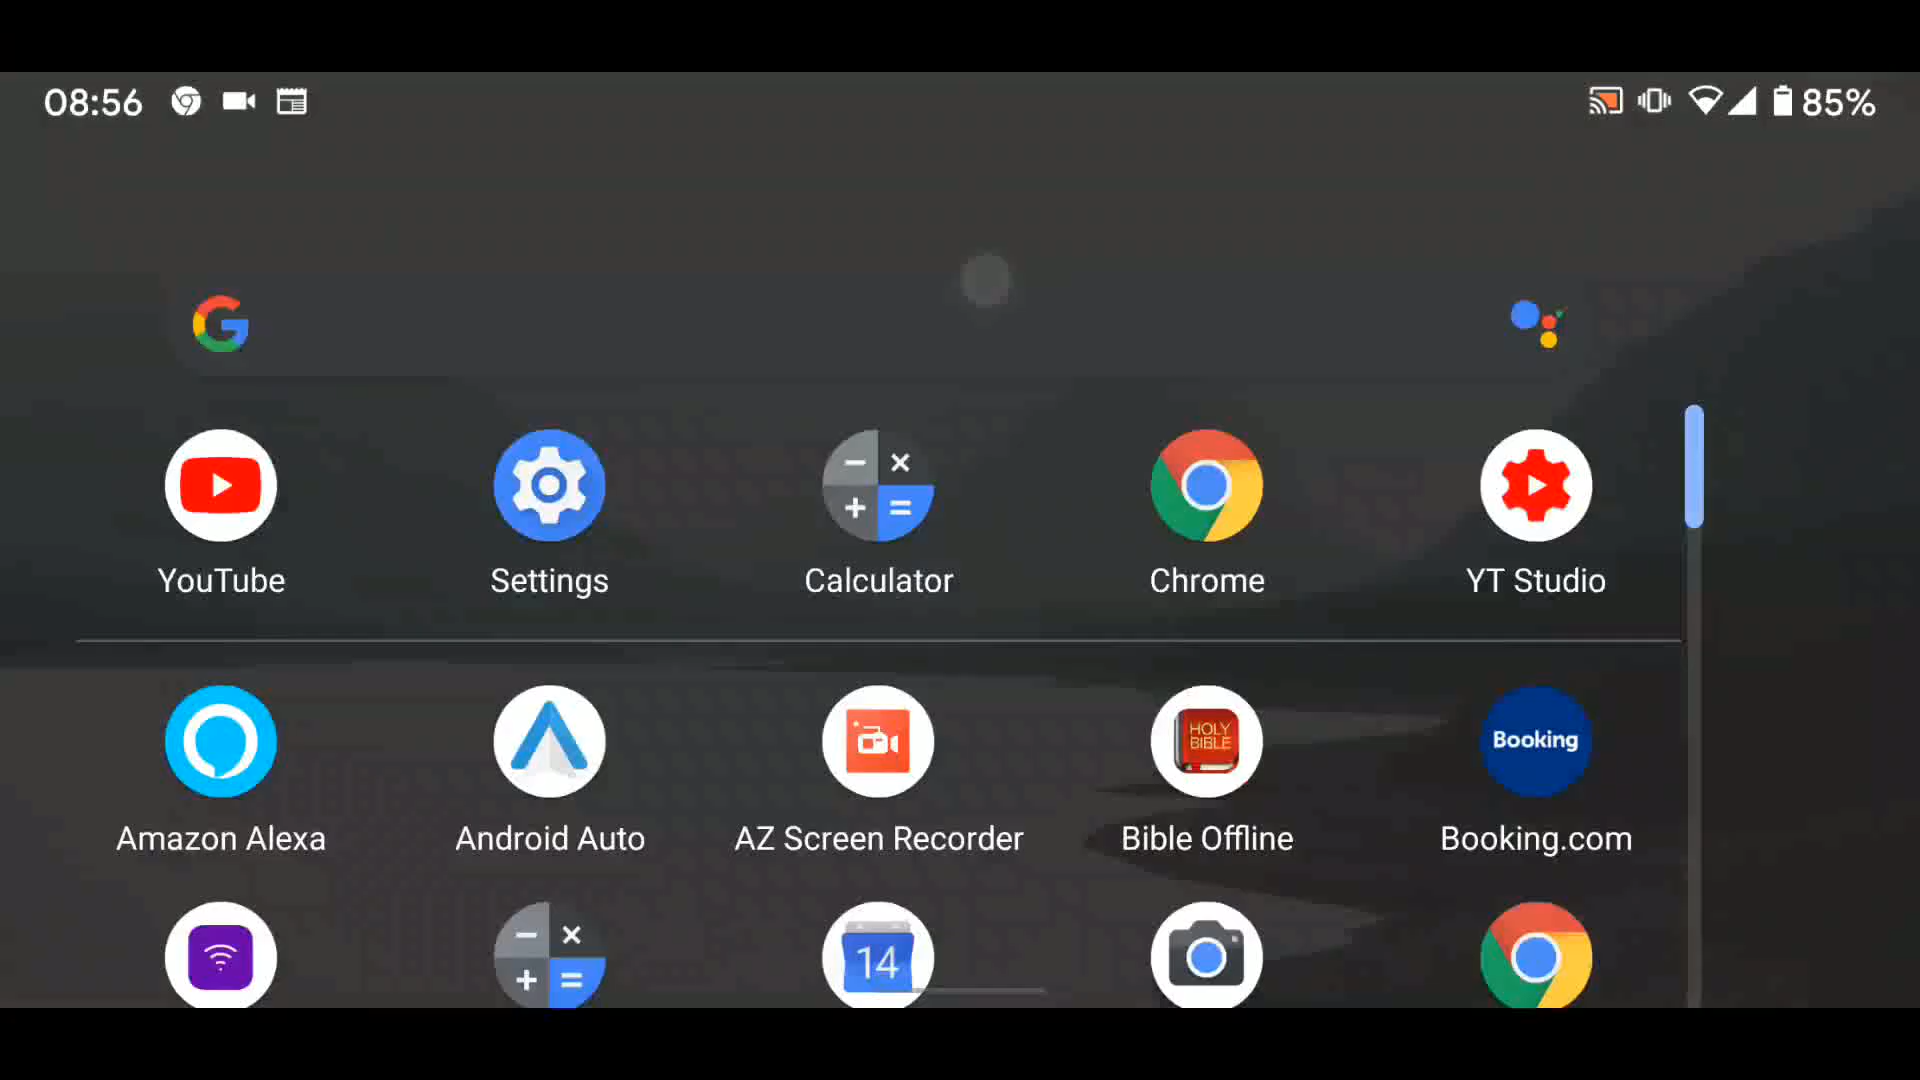 08:56
85%
YouTube
Settings
Calculator
Chrome
YT Studio
HOLY
BIBLE
Booking
Amazon Alexa
Android Auto
AZ Screen Recorder
Bible Offline
Booking.com
14